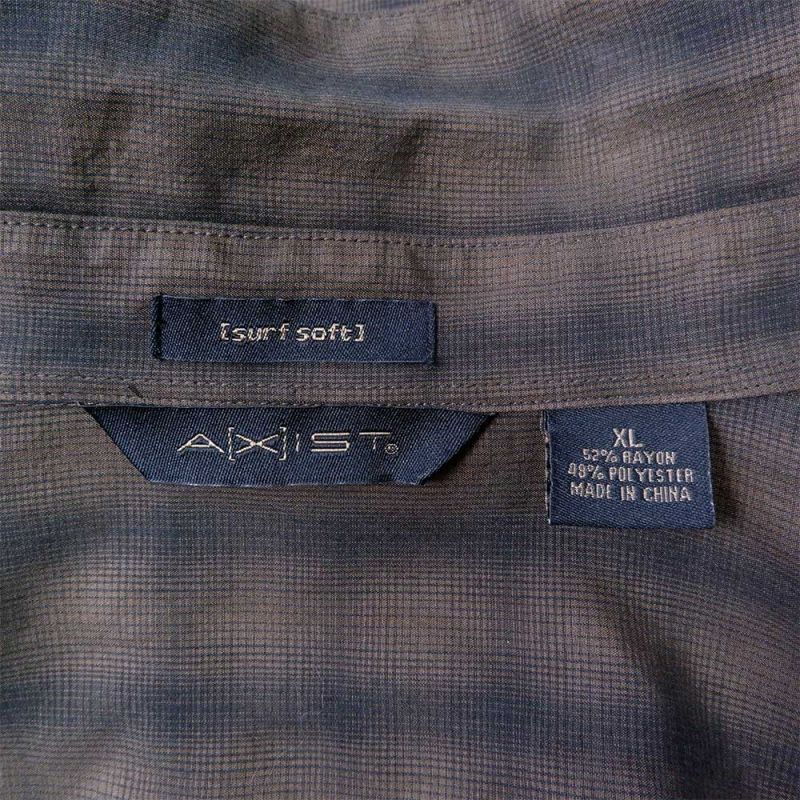 [surf soft]
A[X]IST®
XL
52% RAYON
48% POLYESTER
MADE IN CHINA